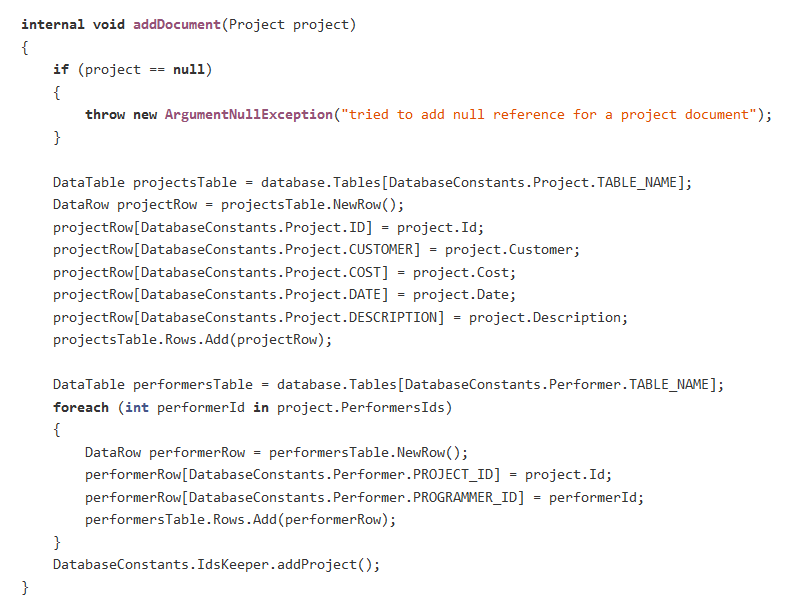 internal void addDocument(Project project)
{
    if (project == null)
    {
        throw new ArgumentNullException("tried to add null reference for a project document");
    }

    DataTable projectsTable = database.Tables[DatabaseConstants.Project.TABLE_NAME];
    DataRow projectRow = projectsTable.NewRow();
    projectRow[DatabaseConstants.Project.ID] = project.Id;
    projectRow[DatabaseConstants.Project.CUSTOMER] = project.Customer;
    projectRow[DatabaseConstants.Project.COST] = project.Cost;
    projectRow[DatabaseConstants.Project.DATE] = project.Date;
    projectRow[DatabaseConstants.Project.DESCRIPTION] = project.Description;
    projectsTable.Rows.Add(projectRow);

    DataTable performersTable = database.Tables[DatabaseConstants.Performer.TABLE_NAME];
    foreach (int performerId in project.PerformersIds)
    {
        DataRow performerRow = performersTable.NewRow();
        performerRow[DatabaseConstants.Performer.PROJECT_ID] = project.Id;
        performerRow[DatabaseConstants.Performer.PROGRAMMER_ID] = performerId;
        performersTable.Rows.Add(performerRow);
    }
    DatabaseConstants.IdsKeeper.addProject();
}